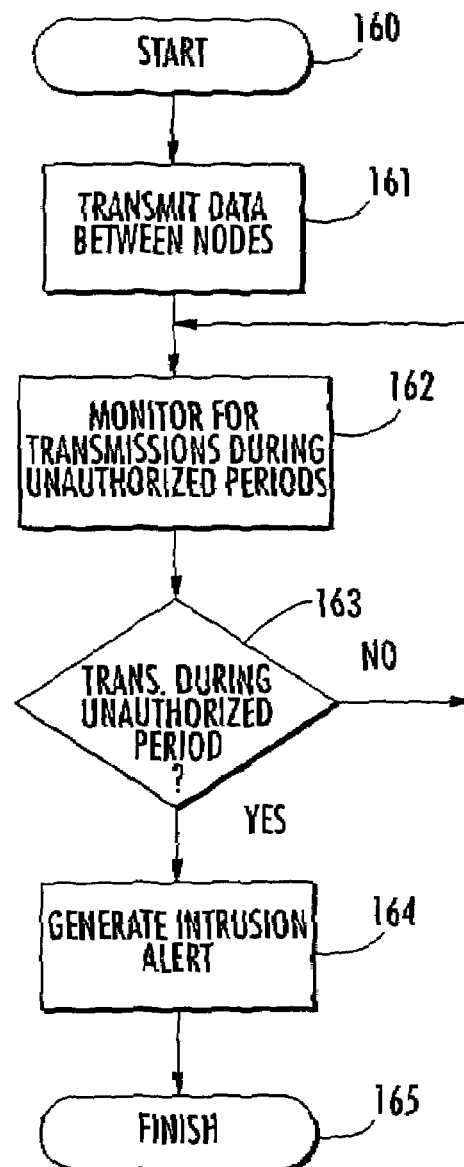 START
160
TRANSMIT DATA
BETWEEN NODES
161
MONITOR FOR
TRANSMISSIONS DURING
UNAUTHORIZED PERIODS
162
TRANS. DURING
UNAUTHORIZED
PERIOD
?
163
NO
YES
GENERATE INTRUSION
ALERT
164
FINISH
165